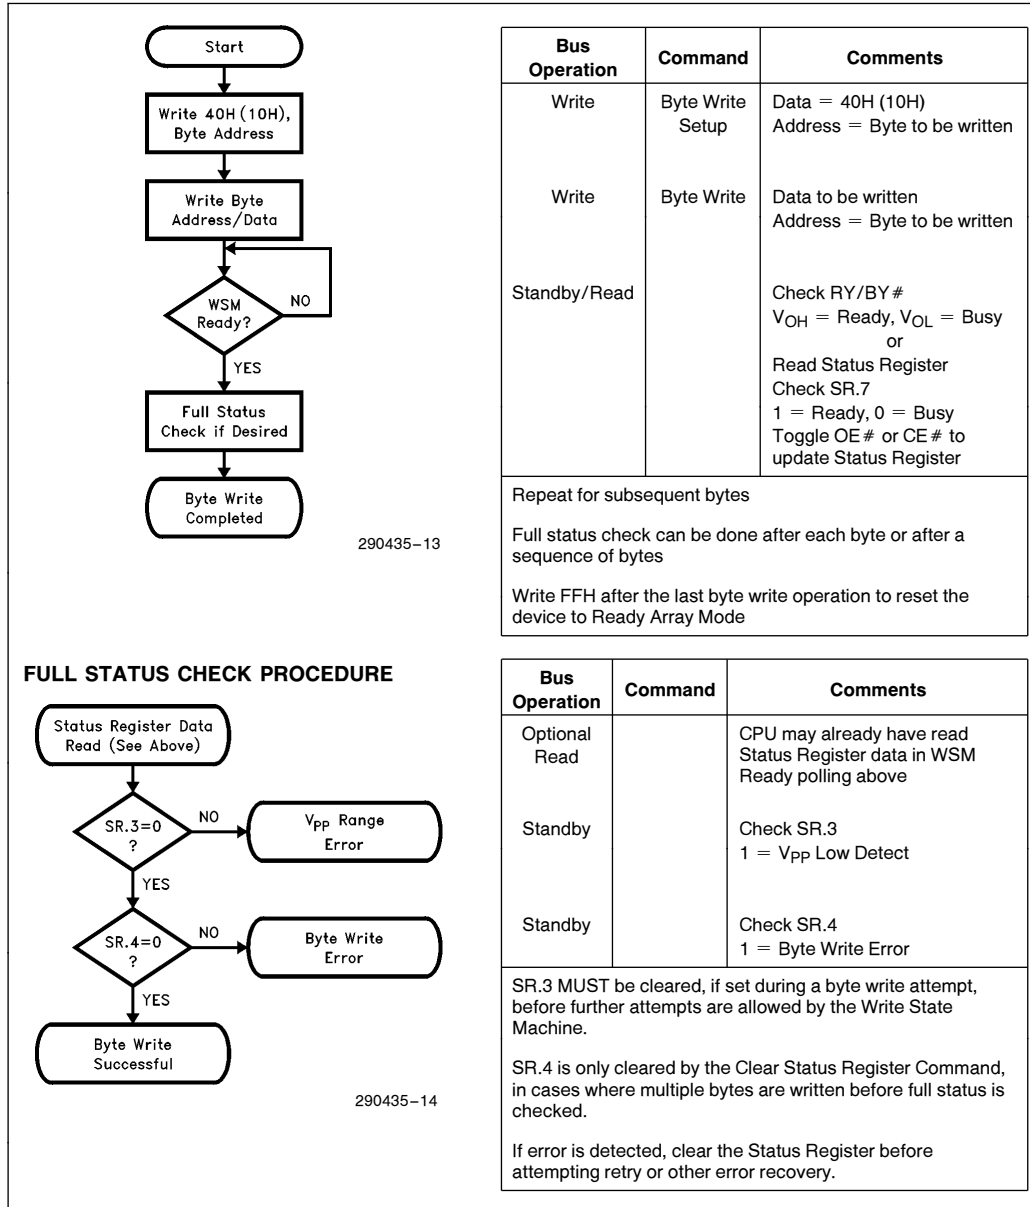 Start
Write 40H (10H),
Byte Address
Write Byte
Address/Data
WSM
Ready?
NO
YES
Full Status
Check if Desired
Byte Write
Completed
290435–13
Bus
Operation
Command
Comments
Write
Byte Write
Setup
Data = 40H (10H)
Address = Byte to be written
Write
Byte Write
Data to be written
Address = Byte to be written
Standby/Read
Check RY/BY#
VOH = Ready, VOL = Busy
or
Read Status Register
Check SR.7
1 = Ready, 0 = Busy
Toggle OE# or CE# to
update Status Register
Repeat for subsequent bytes
Full status check can be done after each byte or after a
sequence of bytes
Write FFH after the last byte write operation to reset the
device to Ready Array Mode
FULL STATUS CHECK PROCEDURE
Status Register Data
Read (See Above)
SR.3=0
?
NO
VPP Range
Error
YES
SR.4=0
?
NO
Byte Write
Error
YES
Byte Write
Successful
290435–14
Bus
Operation
Command
Comments
Optional
Read
CPU may already have read
Status Register data in WSM
Ready polling above
Standby
Check SR.3
1 = VPP Low Detect
Standby
Check SR.4
1 = Byte Write Error
SR.3 MUST be cleared, if set during a byte write attempt,
before further attempts are allowed by the Write State
Machine.
SR.4 is only cleared by the Clear Status Register Command,
in cases where multiple bytes are written before full status is
checked.
If error is detected, clear the Status Register before
attempting retry or other error recovery.